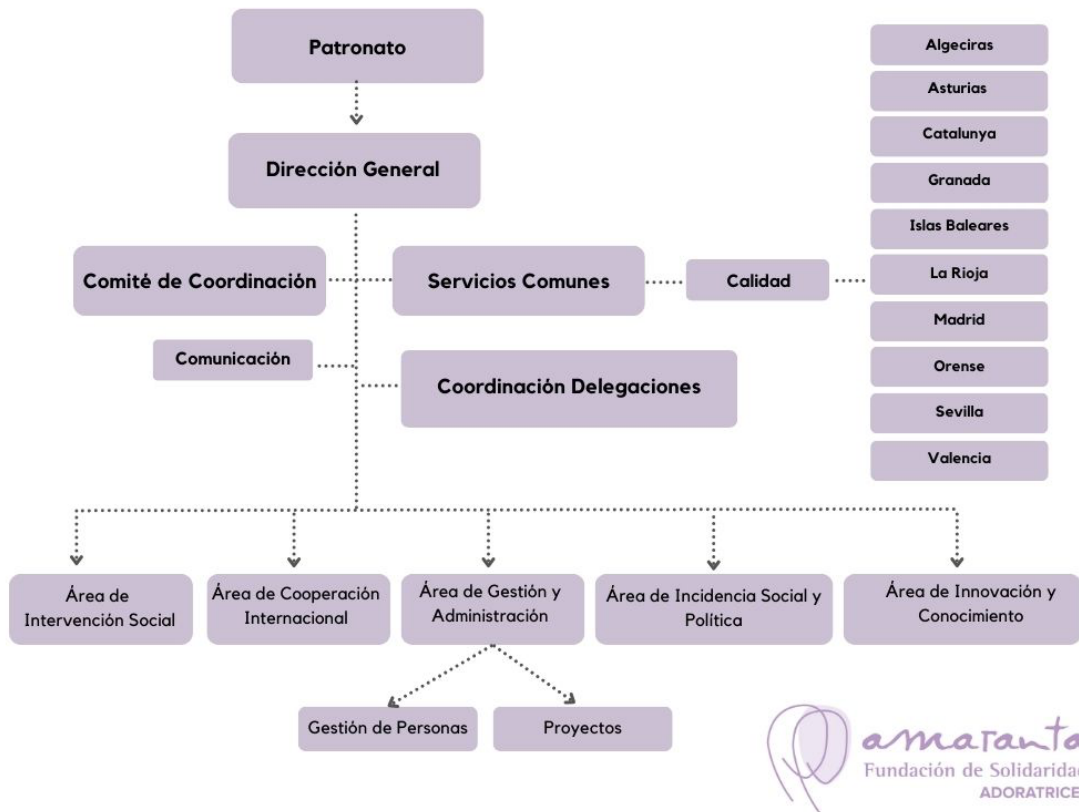 Patronato
Dirección General
Comité de Coordinación
Servicios Comunes
Calidad
Comunicación
Coordinación Delegaciones
Algeciras
Asturias
Catalunya
Granada
Islas Baleares
La Rioja
Madrid
Orense
Sevilla
Valencia
Área de
Intervención Social
Área de Cooperación
Internacional
Área de Gestión y
Administración
Área de Incidencia Social y
Política
Área de Innovación y
Conocimiento
Gestión de Personas
Proyectos
amaranta
Fundación de Solidaridad
ADORATRICE